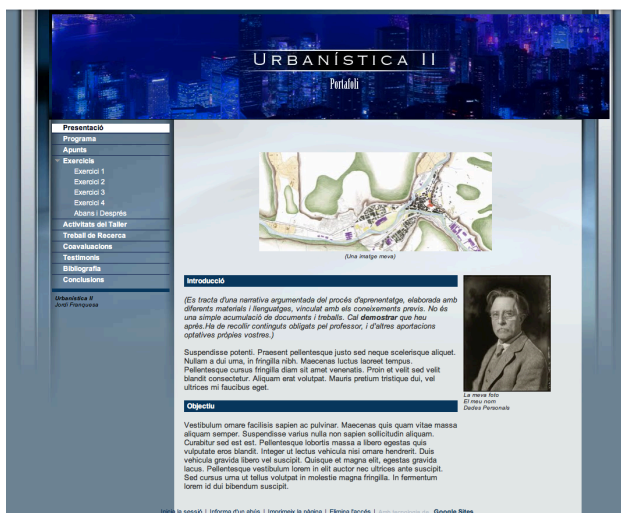 URBANÍSTICA II
Portafoli
Presentació
Programa
Apunts
Exercicis
Exercici 1
Exercici 2
Exercici 3
Exercici 4
Abans i Després
Activitats del Taller
Treball de Recerca
Coavaluacions
Testimonis
Bibliografia
Conclusions
Urbanística II
Jordi Franquesa
(Una imatge meva)
Introducció
(Es tracta d'una narrativa argumentada del procés d'aprenentatge, elaborada amb
diferents materials i llenguatges, vinculat amb els coneixements previs. No és
una simple acumulació de documents i treballs. Cal demostrar que heu
après.Ha de recollir continguts obligats pel professor, i d'altres aportacions
optatives pròpies vostres.)
Suspendisse potenti. Praesent pellentesque justo sed neque scelerisque aliquet.
Nullam a dui urna, in fringilla nibh. Maecenas luctus laoreet tempus.
Pellentesque cursus fringilla diam sit amet venenatis. Proin et velit sed velit
blandit consectetur. Aliquam erat volutpat. Mauris pretium tristique dui, vel
ultrices mi faucibus eget.
La meva foto
El meu nom
Dades Personals
Objectiu
Vestibulum ornare facilisis sapien ac pulvinar. Maecenas quis quam vitae massa
aliquam semper. Suspendisse varius nulla non sapien sollicitudin aliquam.
Curabitur sed est est. Pellentesque lobortis massa a libero egestas quis
vulputate eros blandit. Integer ut lectus vehicula nisi ornare hendrerit. Duis
vehicula gravida libero vel suscipit. Quisque et magna elit, egestas gravida
lacus. Pellentesque vestibulum lorem in elit auctor nec ultrices ante suscipit.
Sed cursus urna ut tellus volutpat in molestie magna fringilla. In fermentum
lorem id dui bibendum suscipit.
Inicia la sessió | Informa d'un abús | Imprimeix la pàgina | Elimina l'accés | Google Sites